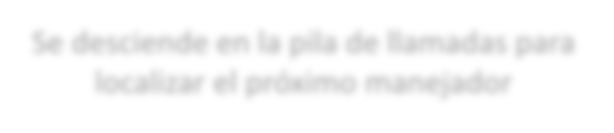 Se desciende en la pila de llamadas para
localizar el próximo manejador